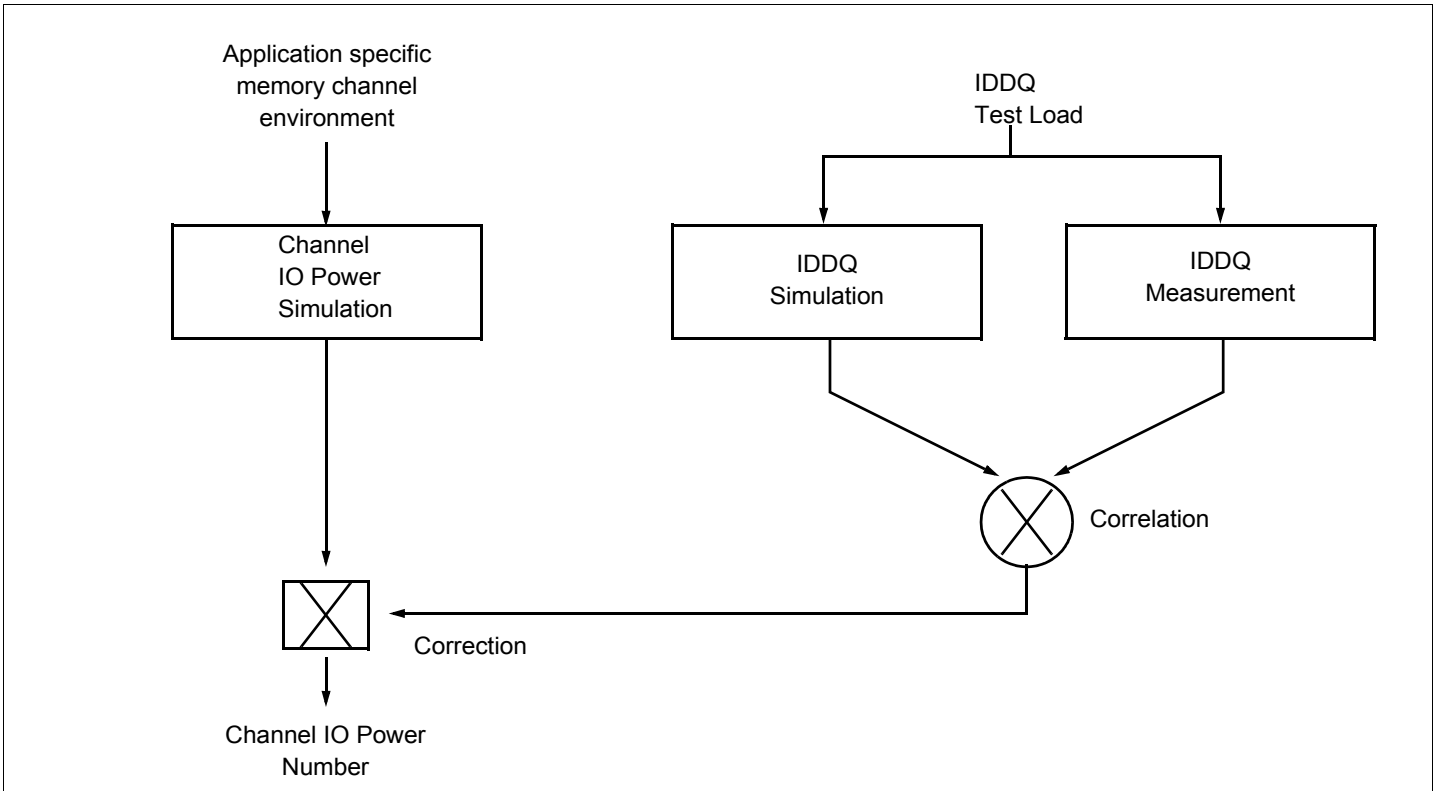 Application specific
memory channel
environment
IDDQ
Test Load
Channel
IO Power
Simulation
IDDQ
Simulation
IDDQ
Measurement
Correlation
Correction
Channel IO Power
Number